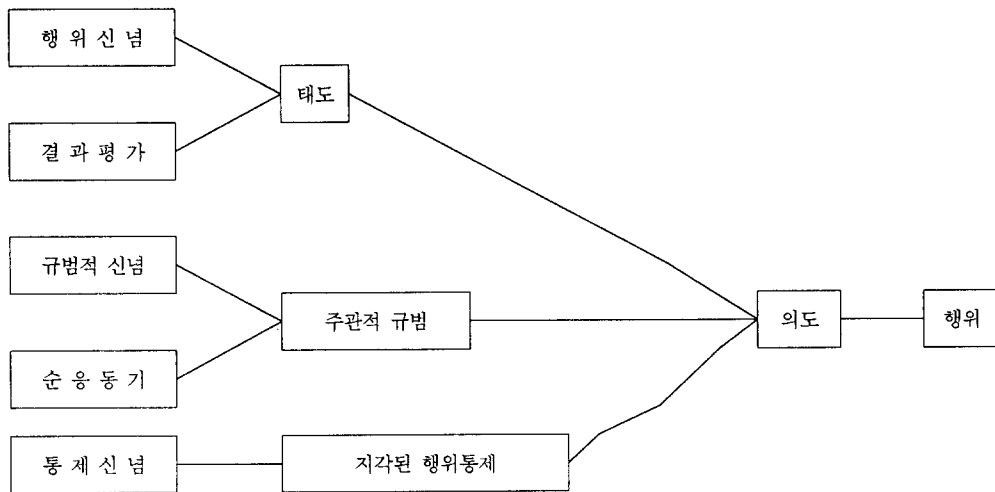 행위신념
태도
결과평가
규범적 신념
주관적 규범
의도
행위
순응동기
통제신념
지각된 행위통제